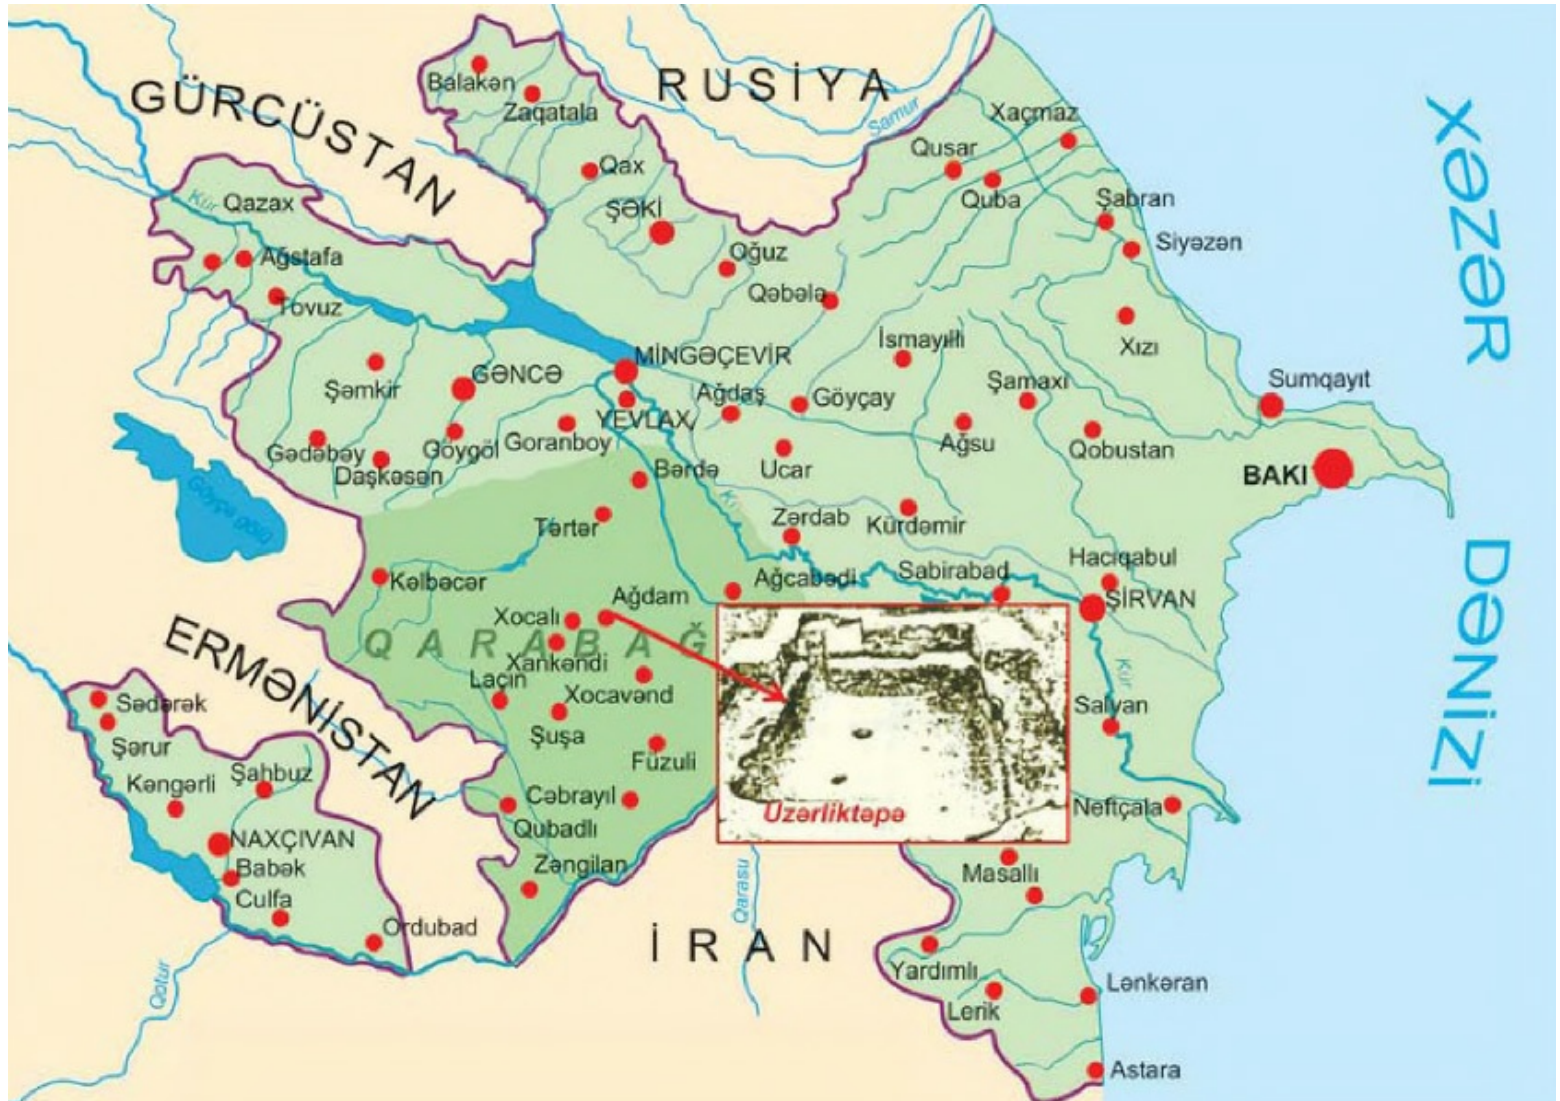 RUSİYA
Balakən
Zaqatala
GÜRCÜSTAN
Samur
Xaçmaz
XƏZƏR
Qusar
Qax
Quba
Kür
Qazax
ŞƏKİ
Şabran
Siyəzən
Oğuz
Ağstafa
Qəbələ
Tovuz
İsmayıllı
Xızı
MİNGƏÇEVİR
GƏNCƏ
Şəmkir
Ağdaş
Göyçay
Şamaxı
Sumqayıt
YEVLAX
Goranboy
Göygöl
Gədəbəy
Daşkəsən
Ağsu
Qobustan
Ucar
Bərdə
BAKI
Göyçə gölü
Kür
Zərdab
Kürdəmir
Tərtər
DƏNİZİ
Kəlbəcər
Ağcabədi
Sabirabad
Hacıqabul
ŞİRVAN
Ağdam
Xocalı
QARABAĞ
Xankəndi
ERMƏNİSTAN
Laçın
Xocavənd
Kür
Salyan
Sədərək
Şərur
Şuşa
Füzuli
Kəngərli
Şahbuz
Cəbrayıl
Üzərliktəpə
Neftçala
Qubadlı
NAXÇIVAN
Babək
Zəngilan
Masallı
Culfa
Qarasu
Ordubad
İRAN
Yardımlı
Qotur
Lənkəran
Lerik
Astara